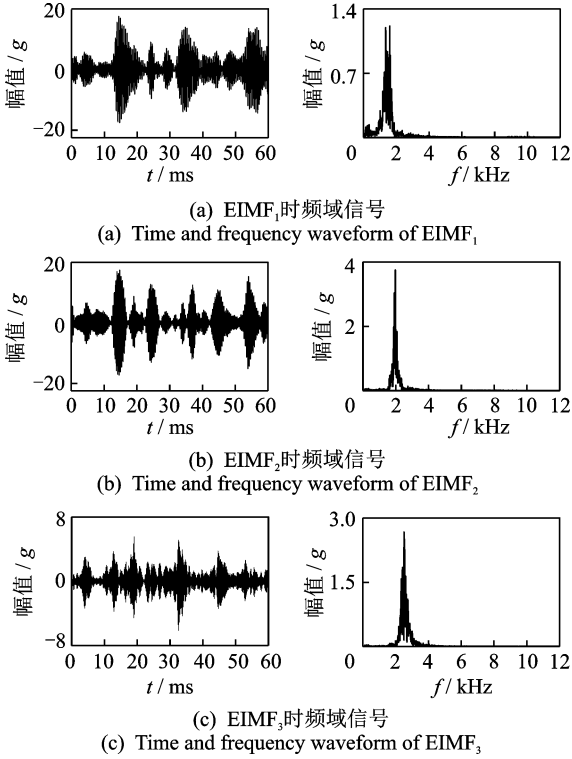 20
0
−20
幅值 / g
0 10 20 30 40 50 60
t / ms
1.4
0.7
0
幅值 / g
2 4 6 8 10 12
f / kHz
(a) EIMF₁时频域信号
(a) Time and frequency waveform of EIMF₁
20
0
−20
幅值 / g
0 10 20 30 40 50 60
t / ms
4
2
幅值 / g
0 2 4 6 8 10 12
f / kHz
(b) EIMF₂时频域信号
(b) Time and frequency waveform of EIMF₂
8
0
−8
幅值 / g
0 10 20 30 40 50 60
t / ms
3.0
1.5
0
幅值 / g
2 4 6 8 10 12
f / kHz
(c) EIMF₃时频域信号
(c) Time and frequency waveform of EIMF₃